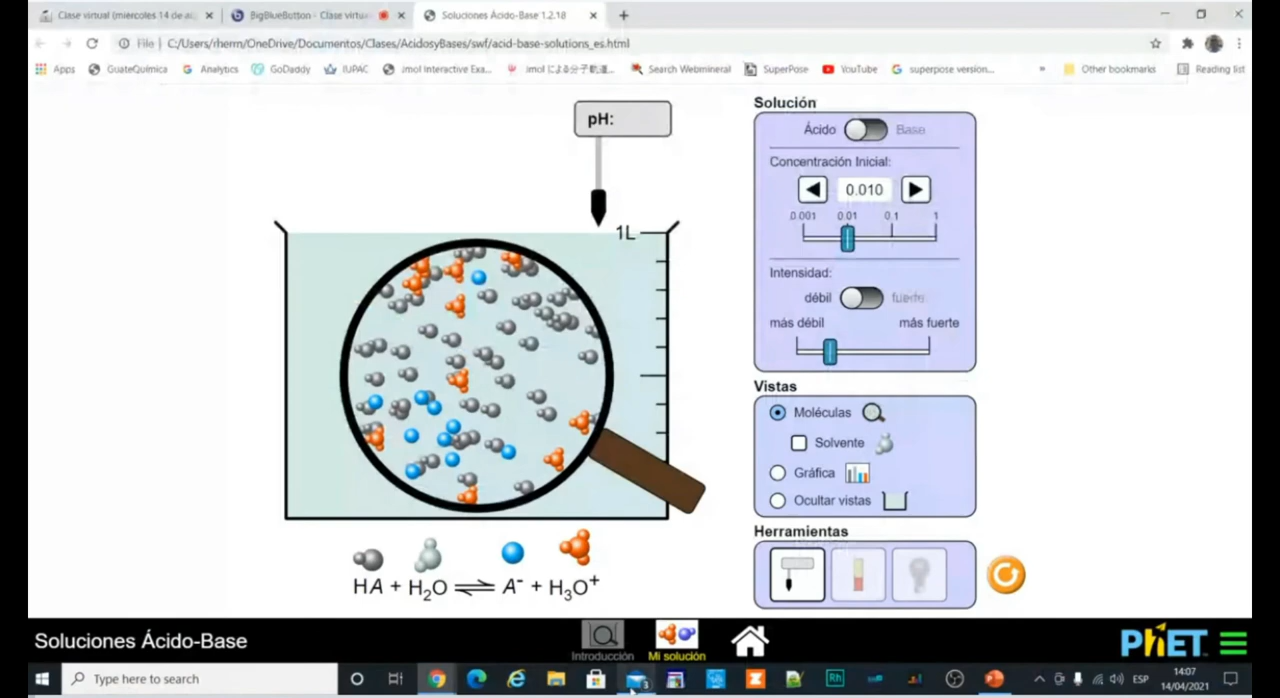 Clase virtual (miercoles 14 de a
BigBlueButton - Clase virtu
Soluciones Ácido-Base 1.2.18
File | C:/Users/rherm/OneDrive/Documentos/Clases/AcidosyBases/swf/acid-base-solutions_es.html
Apps GuateQuímica Analytics GoDaddy IUPAC Jmol Interactive Exa... Search Webmineral SuperPose YouTube superpose version... » Other bookmarks Reading list
pH:
1L
HA + H₂O ⇌ A⁻ + H₃O⁺
Solución
Ácido Base
Concentración Inicial:
0.010
0.001 0.01 0.1 1
Intensidad:
débil fuerte
más débil más fuerte
Vistas
Moléculas
Solvente
Gráfica
Ocultar vistas
Herramientas
Soluciones Ácido-Base
Introducción
Mi solución
PhET
Type here to search
Rh
3
ESP
14:07
14/04/2021